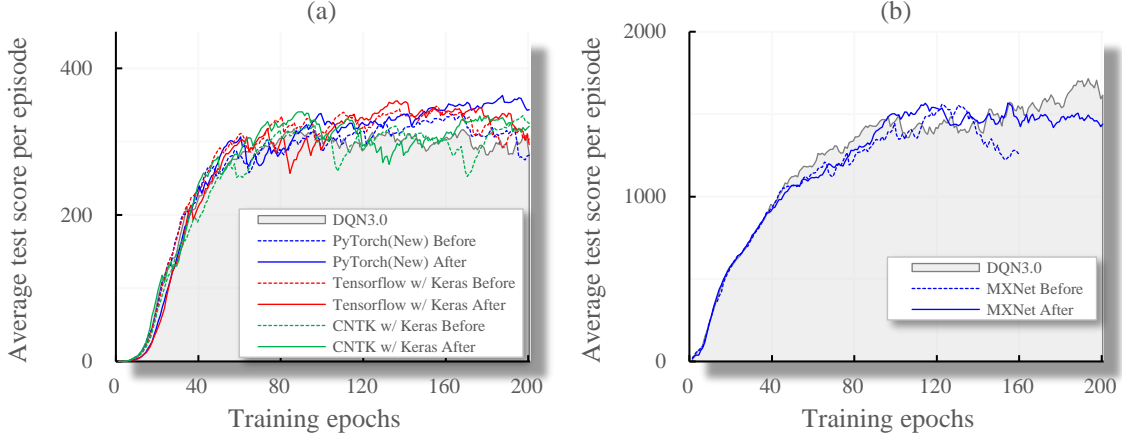 (a)
Average test score per episode
400
200
0
0 40 80 120 160 200
Training epochs
DQN3.0
PyTorch(New) Before
PyTorch(New) After
Tensorflow w/ Keras Before
Tensorflow w/ Keras After
CNTK w/ Keras Before
CNTK w/ Keras After
(b)
Average test score per episode
2000
1000
0
0 40 80 120 160 200
Training epochs
DQN3.0
MXNet Before
MXNet After